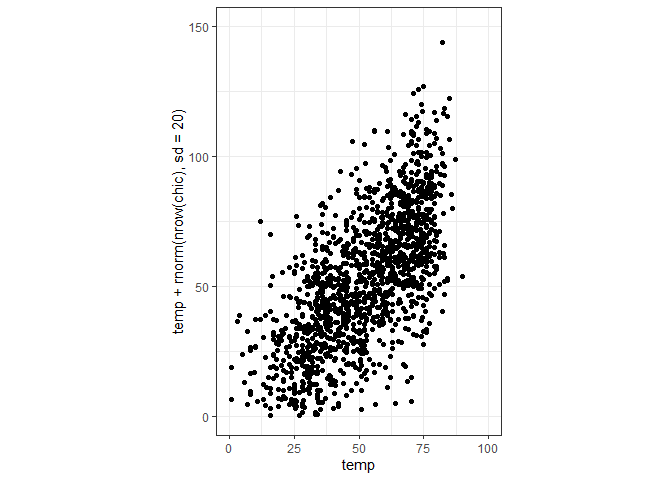 150
100
50
0
temp + rnorm(nrow(chic), sd = 20)
0 25 50 75 100
temp